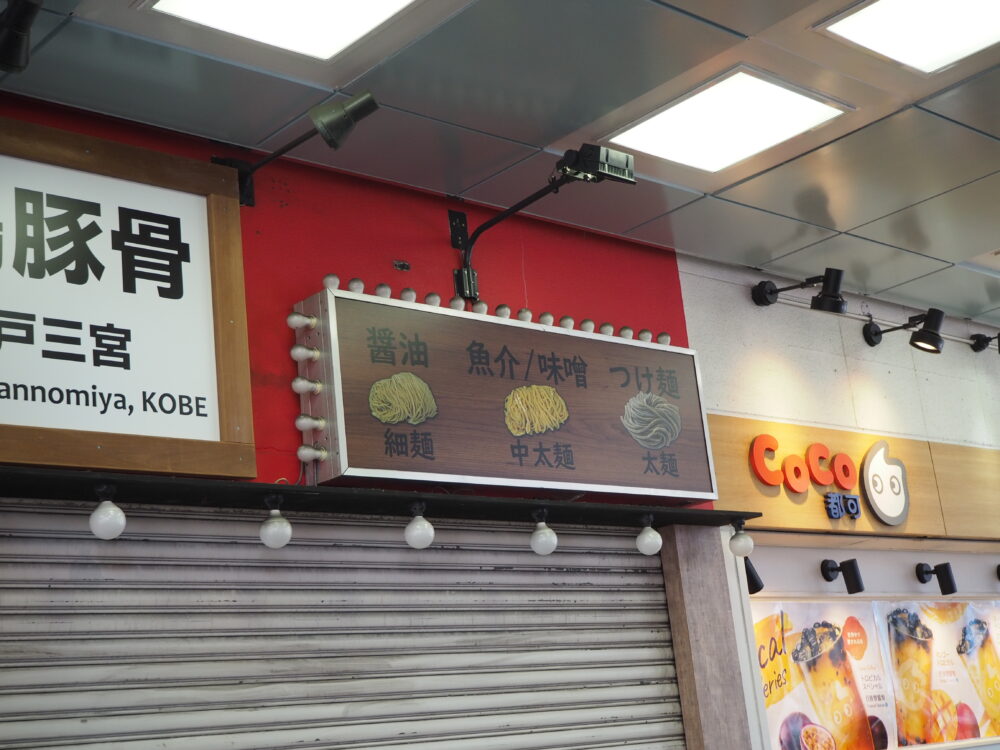 豚骨
戸三宮
annomiya, KOBE
醤油
細麺
魚介/味噌
中太麺
つけ麺
太麺
CoCo
都可